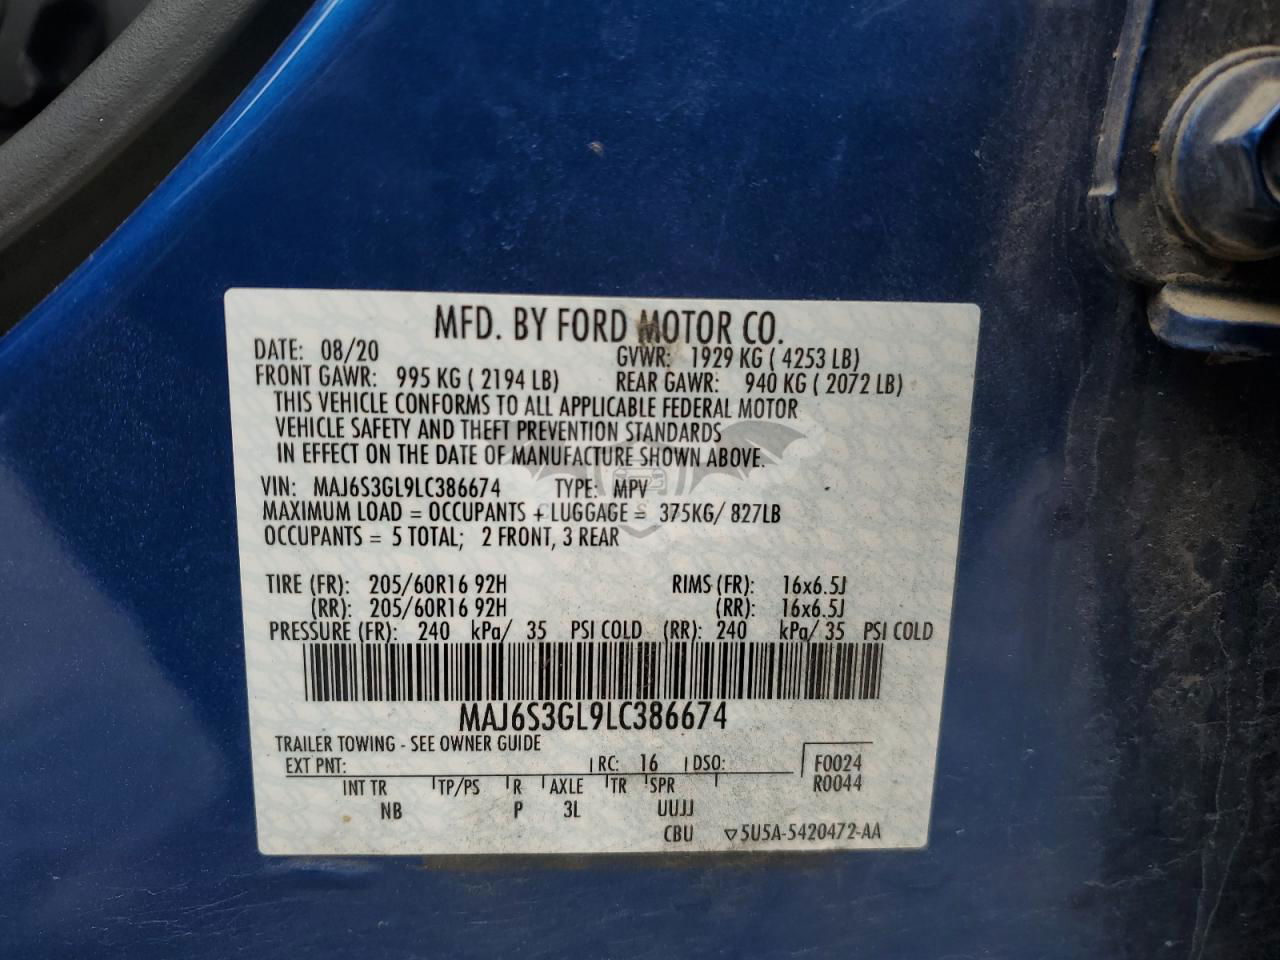 MFD. BY FORD MOTOR CO.
DATE: 08/20 GVWR: 1929 KG ( 4253 LB)
FRONT GAWR: 995 KG ( 2194 LB) REAR GAWR: 940 KG ( 2072 LB)
THIS VEHICLE CONFORMS TO ALL APPLICABLE FEDERAL MOTOR
VEHICLE SAFETY AND THEFT PREVENTION STANDARDS
IN EFFECT ON THE DATE OF MANUFACTURE SHOWN ABOVE.
VIN: MAJ6S3GL9LC386674 TYPE: MPV
MAXIMUM LOAD = OCCUPANTS + LUGGAGE = 375KG/ 827LB
OCCUPANTS = 5 TOTAL; 2 FRONT, 3 REAR
TIRE (FR): 205/60R16 92H RIMS (FR): 16x6.5J
(RR): 205/60R16 92H (RR): 16x6.5J
PRESSURE (FR): 240 kPa/ 35 PSI COLD (RR): 240 kPa/ 35 PSI COLD
MAJ6S3GL9LC386674
TRAILER TOWING - SEE OWNER GUIDE
EXT PNT: RC: 16 DSO: F0024
INT TR TP/PS R AXLE TR SPR R0044
NB P 3L UUJJ
CBU ▽5U5A-5420472-AA